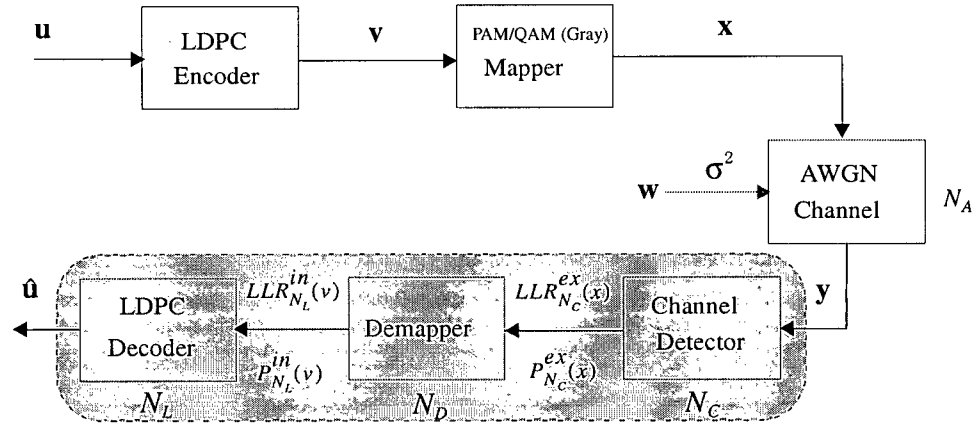 u
LDPC
Encoder
v
PAM/QAM (Gray)
Mapper
x
AWGN
Channel
N_A
w
σ²
y
û
LDPC
Decoder
N_L
LLR^{in}_{N_L}(v)
P^{in}_{N_L}(v)
Demapper
N_D
LLR^{ex}_{N_C}(x)
P^{ex}_{N_C}(x)
Channel
Detector
N_C